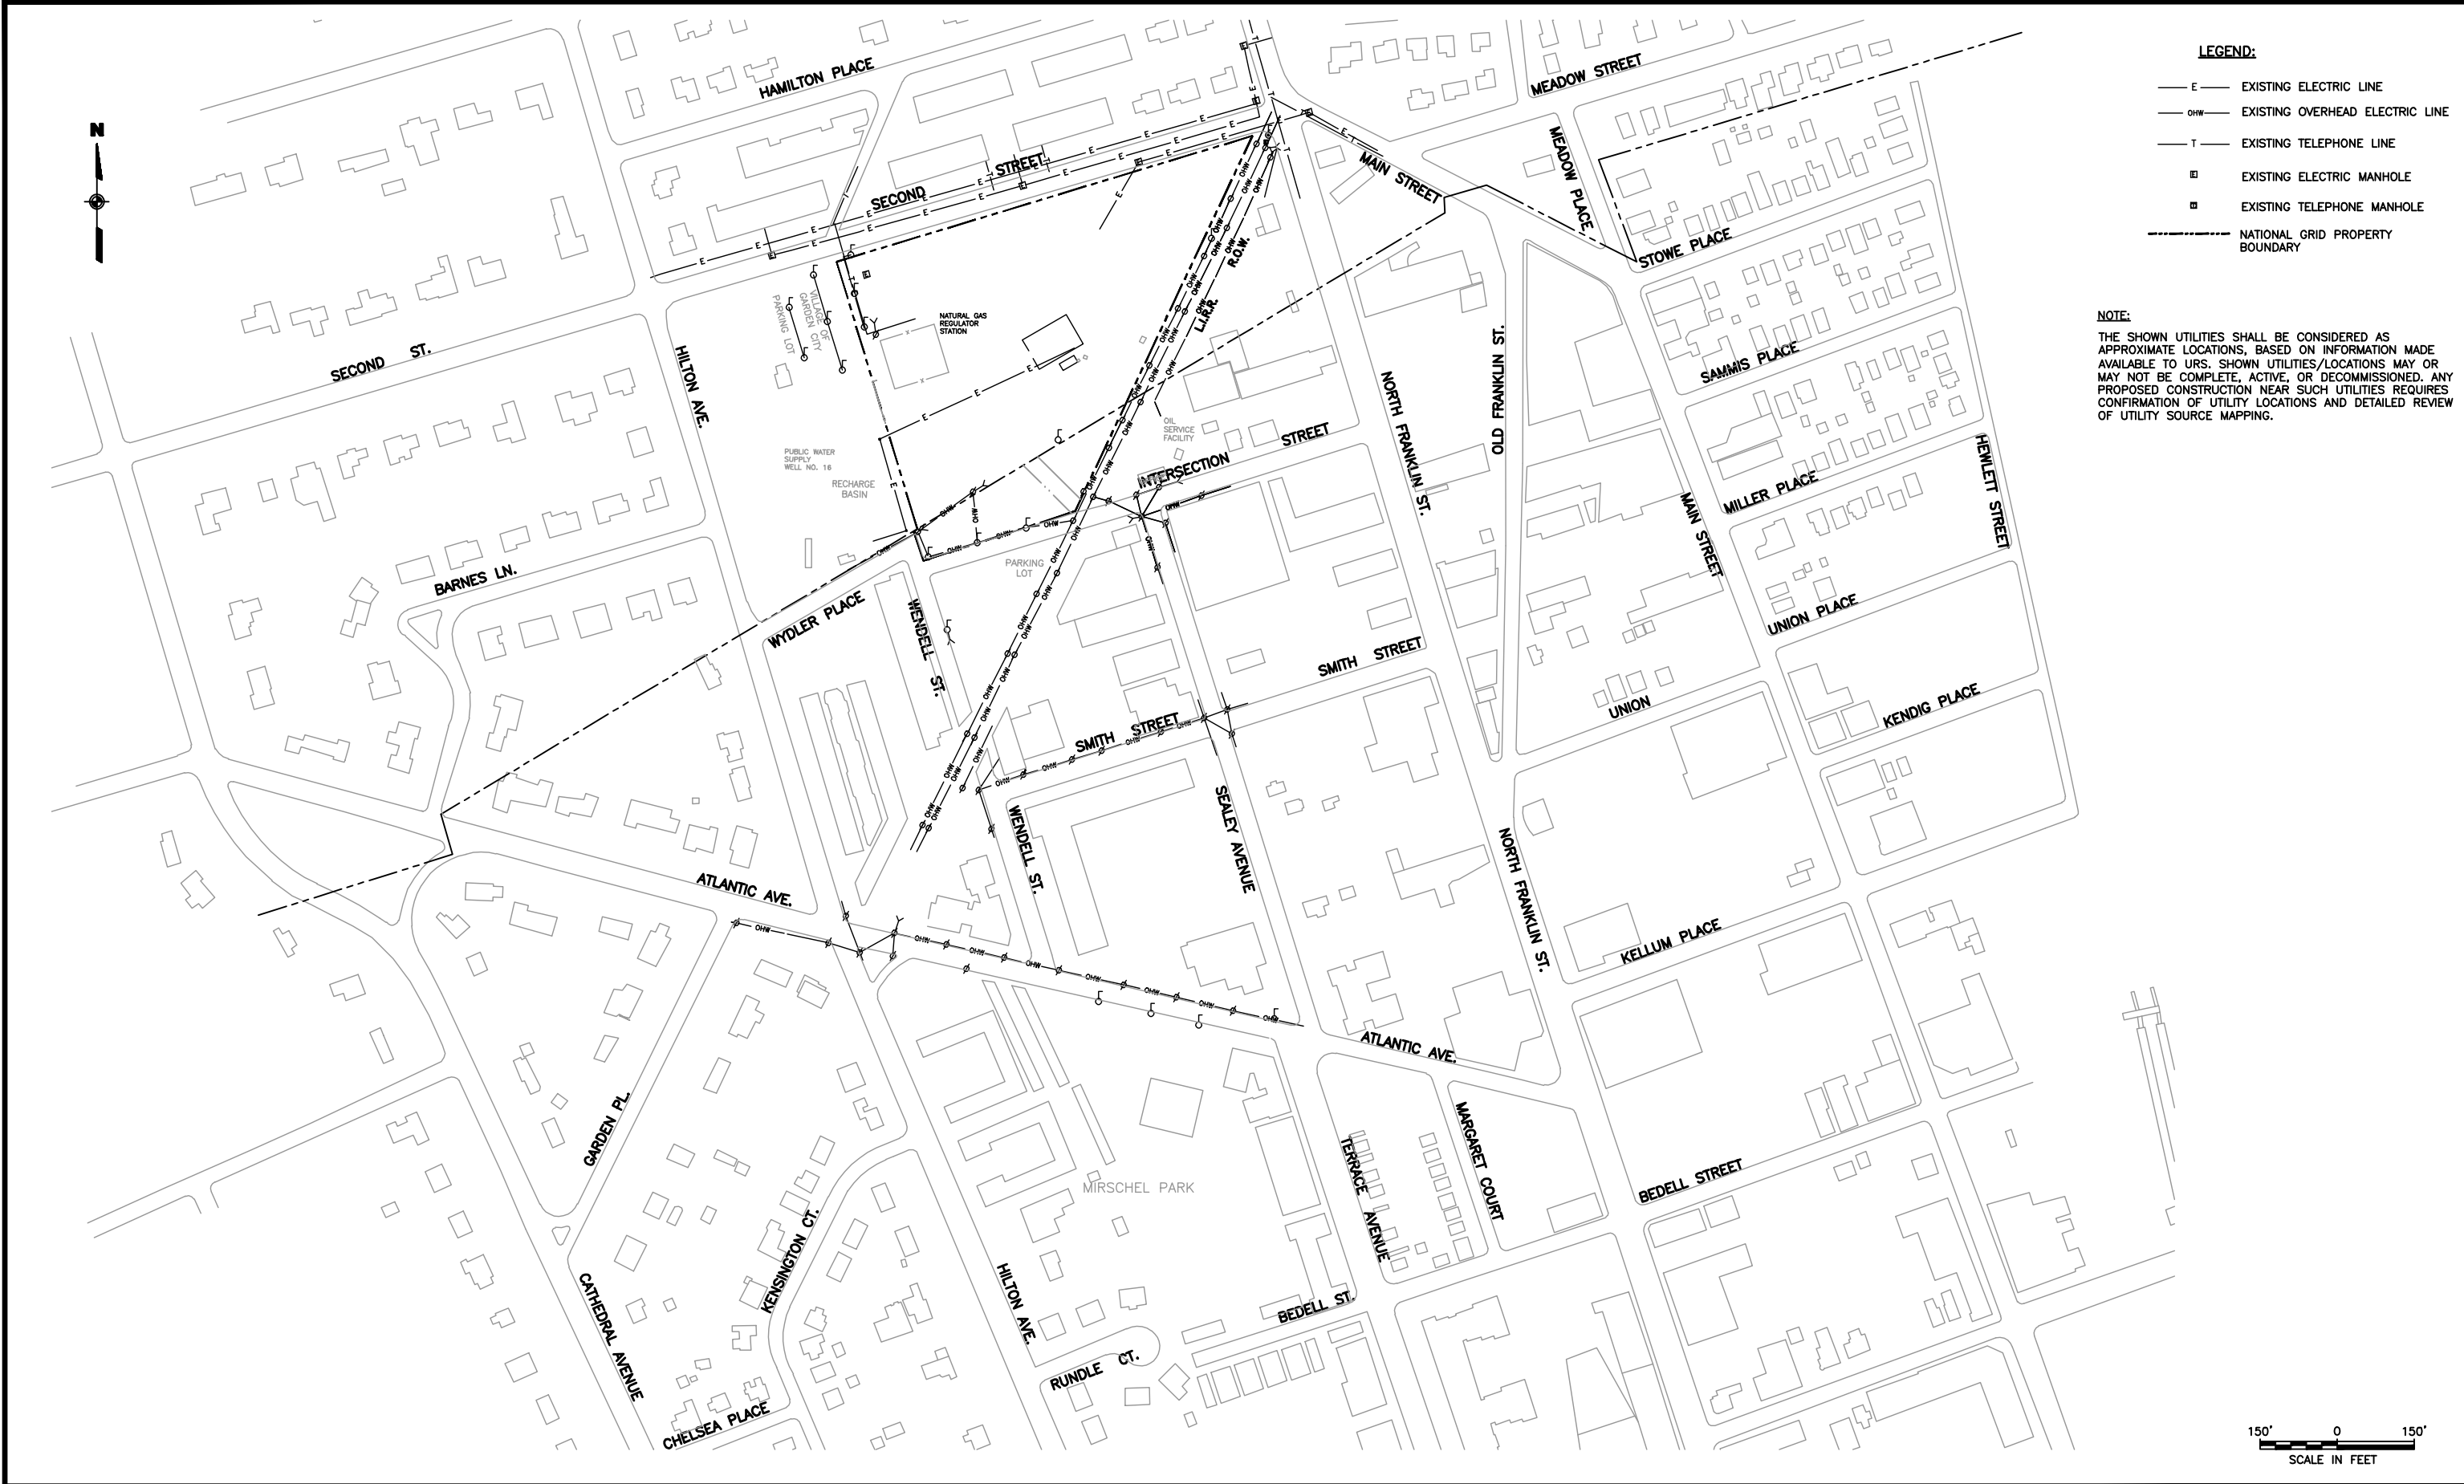 LEGEND:
E EXISTING ELECTRIC LINE
OHW EXISTING OVERHEAD ELECTRIC LINE
T EXISTING TELEPHONE LINE
E EXISTING ELECTRIC MANHOLE
EXISTING TELEPHONE MANHOLE
NATIONAL GRID PROPERTY
BOUNDARY
NOTE:
THE SHOWN UTILITIES SHALL BE CONSIDERED AS
APPROXIMATE LOCATIONS, BASED ON INFORMATION MADE
AVAILABLE TO URS. SHOWN UTILITIES/LOCATIONS MAY OR
MAY NOT BE COMPLETE, ACTIVE, OR DECOMMISSIONED. ANY
PROPOSED CONSTRUCTION NEAR SUCH UTILITIES REQUIRES
CONFIRMATION OF UTILITY LOCATIONS AND DETAILED REVIEW
OF UTILITY SOURCE MAPPING.
N
HAMILTON PLACE
MEADOW STREET
MEADOW PLACE
MAIN STREET
SECOND STREET
STOWE PLACE
L.I.R.R. R.O.W.
VILLAGE OF
GARDEN CITY
PARKING LOT
NATURAL GAS
REGULATOR
STATION
SECOND ST.
HILTON AVE.
SAMMIS PLACE
OLD FRANKLIN ST.
NORTH FRANKLIN ST.
OIL
SERVICE
FACILITY
INTERSECTION STREET
PUBLIC WATER
SUPPLY
WELL NO. 16
RECHARGE
BASIN
MILLER PLACE
HEWLETT STREET
MAIN STREET
PARKING
LOT
BARNES LN.
WYDLER PLACE
WENDELL ST.
UNION PLACE
SMITH STREET
UNION
KENDIG PLACE
SMITH STREET
WENDELL ST.
SEALEY AVENUE
NORTH FRANKLIN ST.
ATLANTIC AVE.
KELLUM PLACE
ATLANTIC AVE.
GARDEN PL.
MARGARET COURT
TERRACE AVENUE
MIRSCHEL PARK
BEDELL STREET
KENSINGTON CT.
HILTON AVE.
CATHEDRAL AVENUE
BEDELL ST.
RUNDLE CT.
CHELSEA PLACE
150' 0 150'
SCALE IN FEET